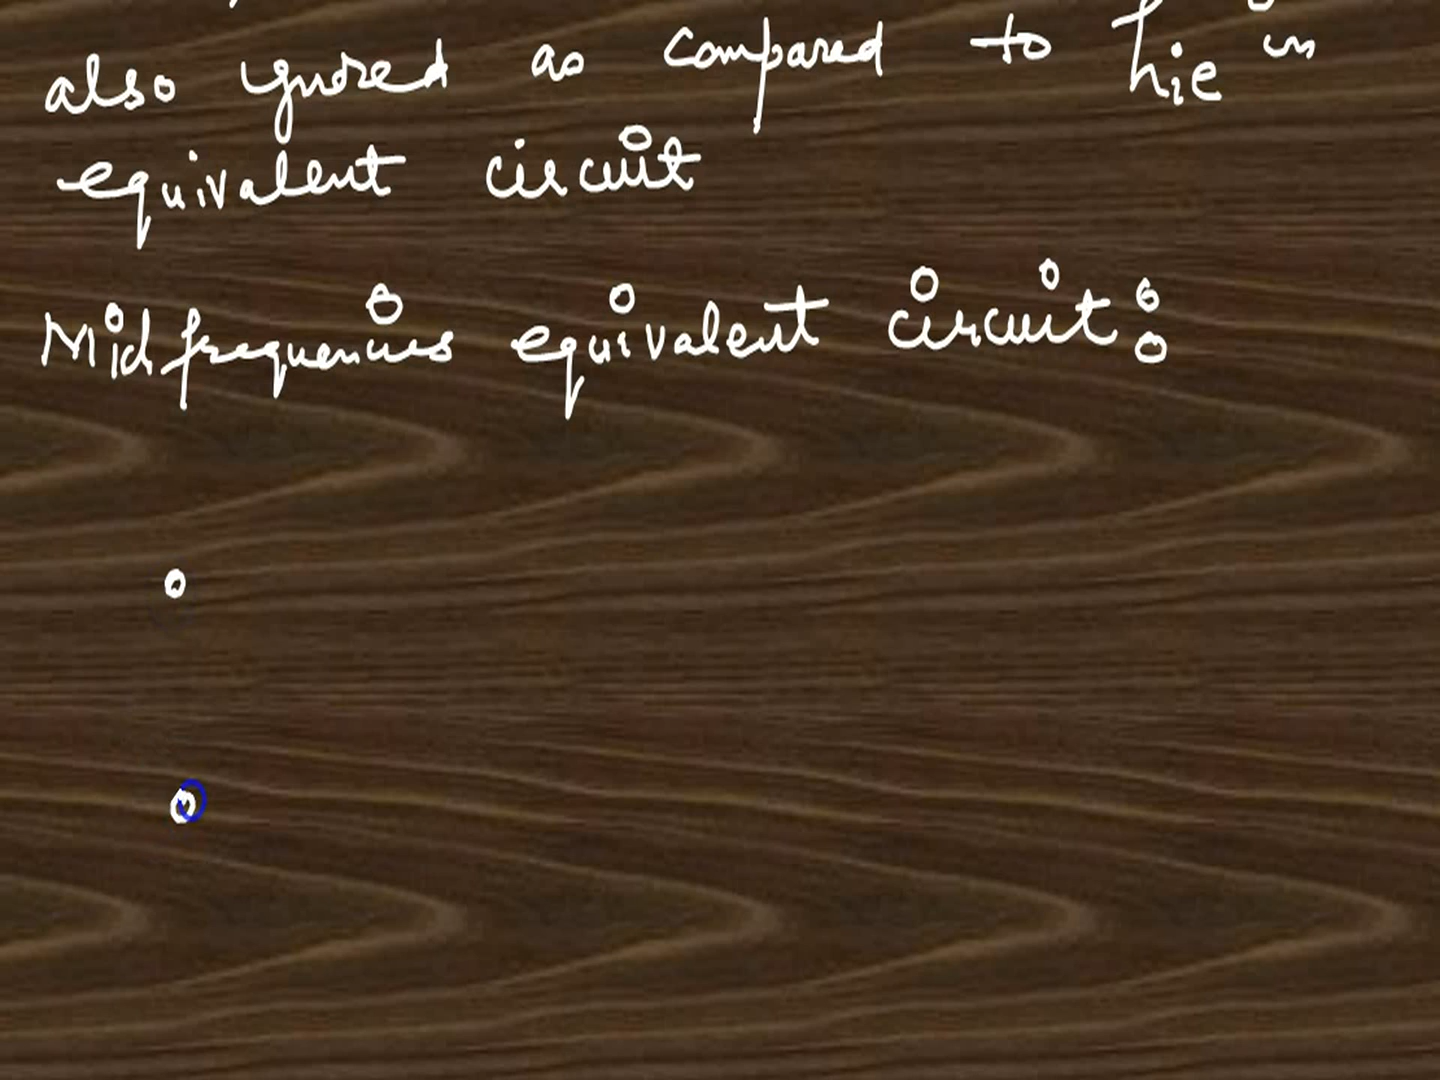 also ignored as compared to hie in
equivalent circuit
Mid frequencies equivalent circuit: